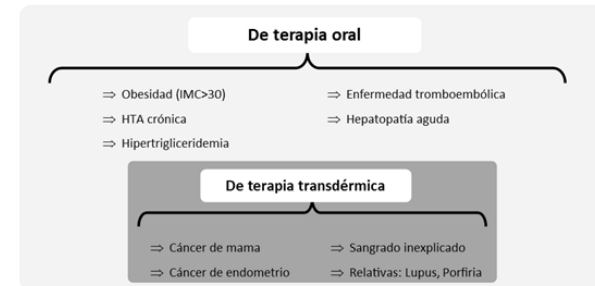 De terapia oral
⇒ Obesidad (IMC>30)
⇒ HTA crónica
⇒ Hipertrigliceridemia
⇒ Enfermedad tromboembólica
⇒ Hepatopatía aguda
De terapia transdérmica
⇒ Cáncer de mama
⇒ Cáncer de endometrio
⇒ Sangrado inexplicado
⇒ Relativas: Lupus, Porfiria